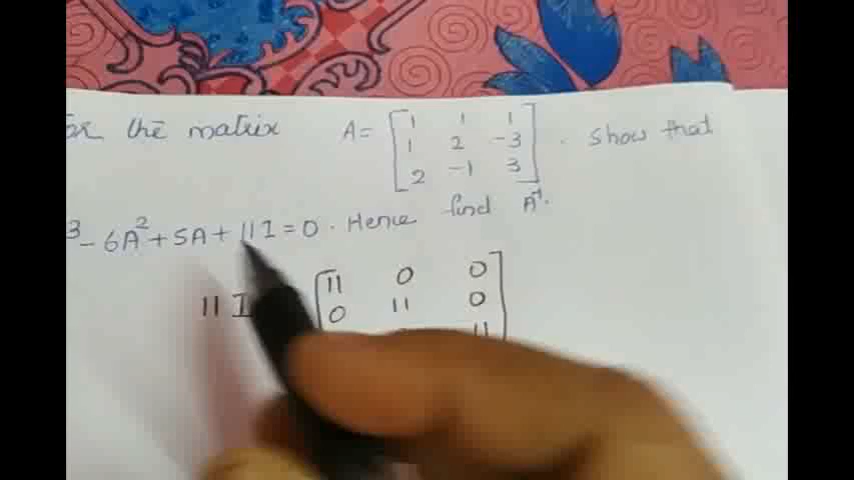 the matrix A = [ 1 1 1
1 2 -3
2 -1 3 ] . Show that
3 - 6A² + 5A + 11I = 0 . Hence find A⁻¹.
11 I [ 11 0 0
0 11 0
11 ]